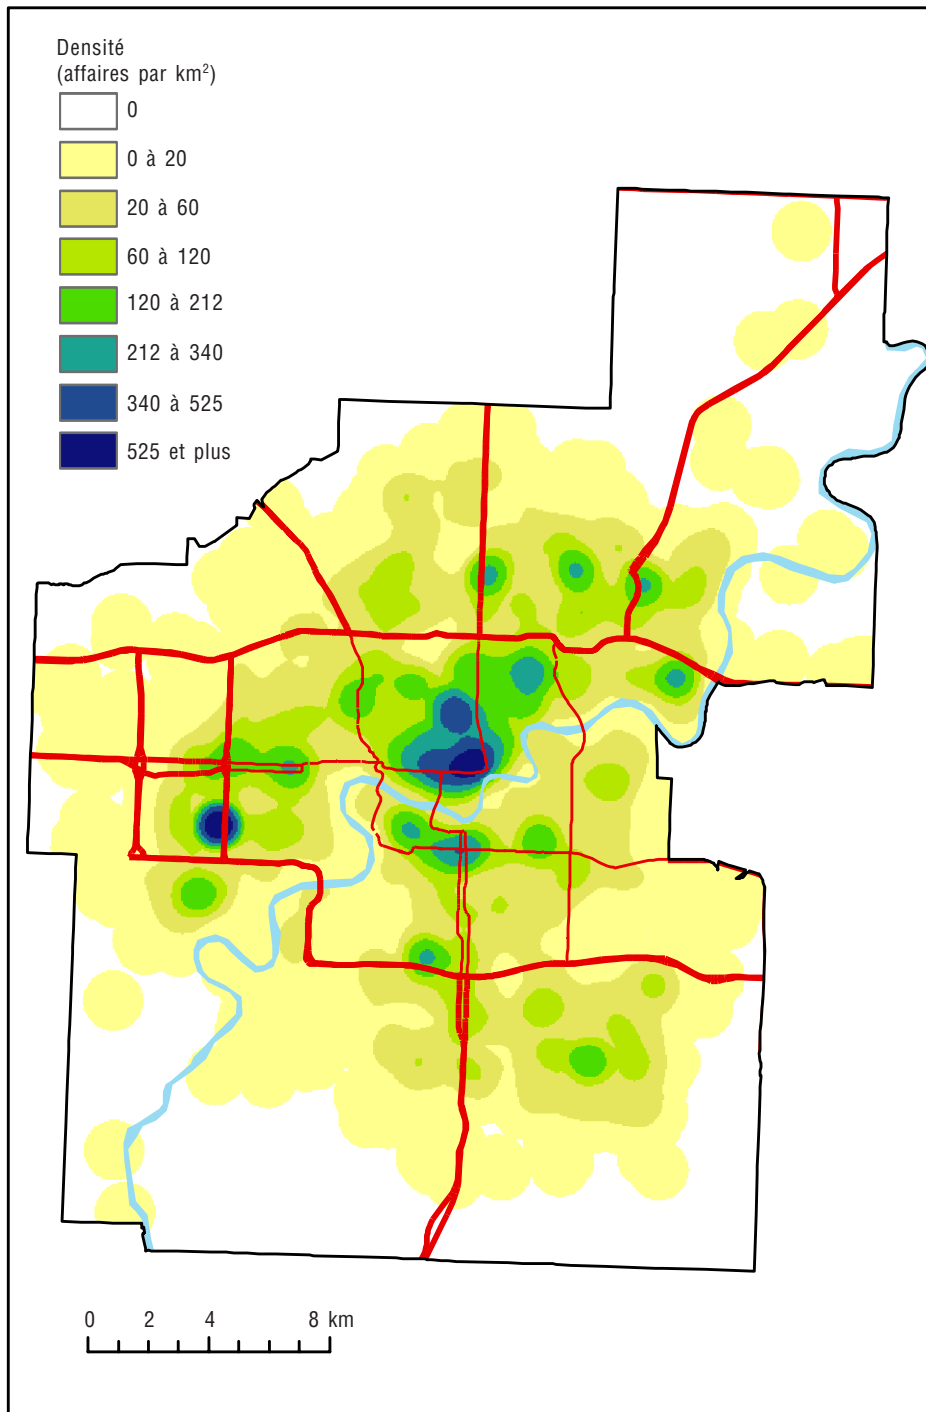 Densité
(affaires par km²)
0
0 à 20
20 à 60
60 à 120
120 à 212
212 à 340
340 à 525
525 et plus
0 2 4 8 km